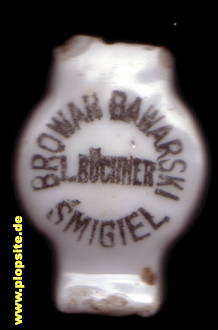 BROWAR BAWARSKI
L. BÜCHNER
ŚMIGIEL
www.plopsite.de